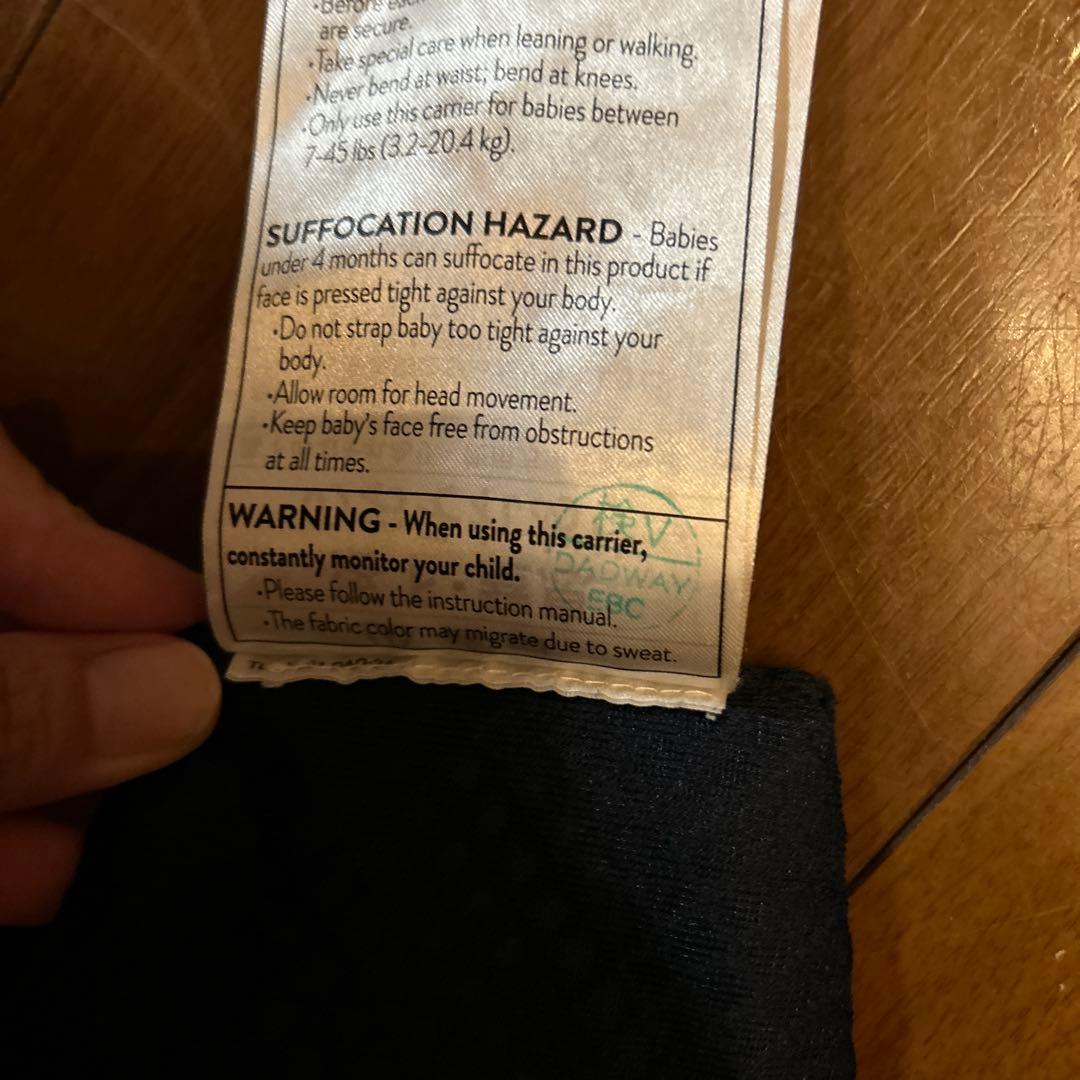 •Before
are secure.
•Take special care when leaning or walking.
•Never bend at waist; bend at knees.
•Only use this carrier for babies between
7-45 lbs (3.2-20.4 kg).
SUFFOCATION HAZARD - Babies
under 4 months can suffocate in this product if
face is pressed tight against your body.
•Do not strap baby too tight against your
body.
•Allow room for head movement.
•Keep baby's face free from obstructions
at all times.
WARNING - When using this carrier,
constantly monitor your child.
•Please follow the instruction manual.
•The fabric color may migrate due to sweat.
DADWAY
EBC